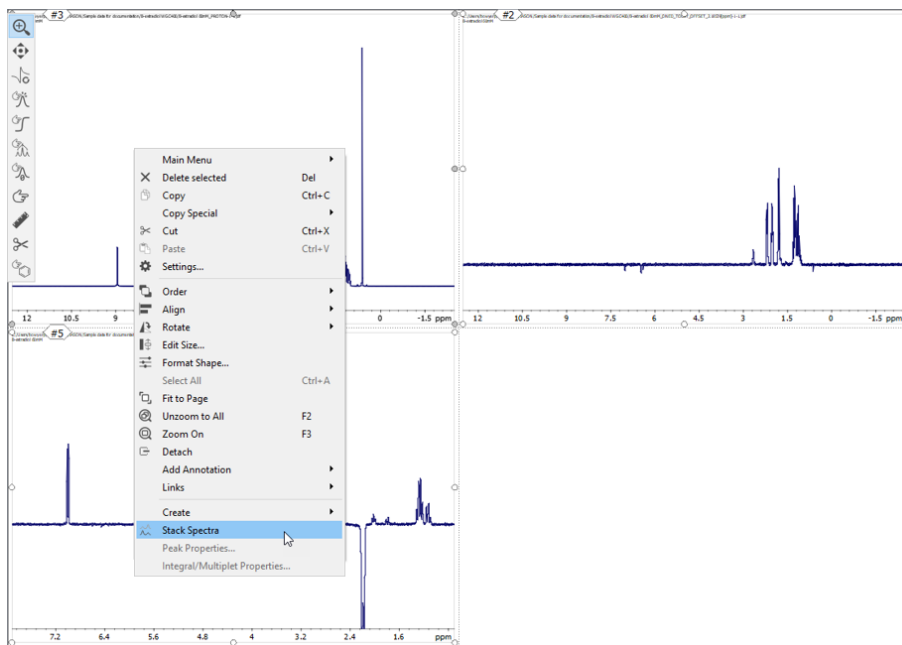 #3
#2
Main Menu
Delete selected Del
Copy Ctrl+C
Copy Special
Cut Ctrl+X
Paste Ctrl+V
Settings...
Order
Align
Rotate
Edit Size...
Format Shape...
Select All Ctrl+A
Fit to Page
Unzoom to All F2
Zoom On F3
Detach
Add Annotation
Links
Create
Stack Spectra
Peak Properties...
Integral/Multiplet Properties...
12 10.5 9 0 -1.5 ppm
12 10.5 9 7.5 6 4.5 3 1.5 0 -1.5 ppm
#5
7.2 6.4 5.6 4.8 4 3.2 2.4 1.6 ppm